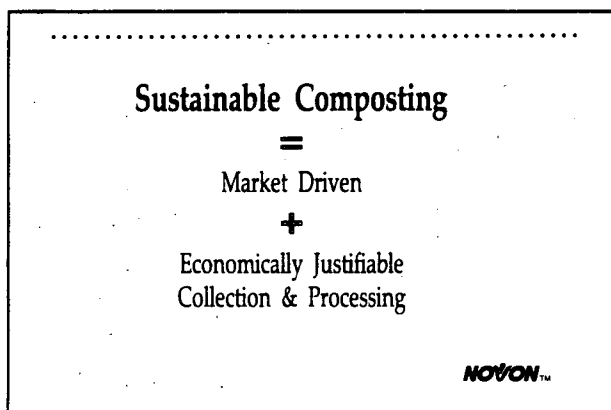 Sustainable Composting
=
Market Driven
+
Economically Justifiable
Collection & Processing
NOVON™